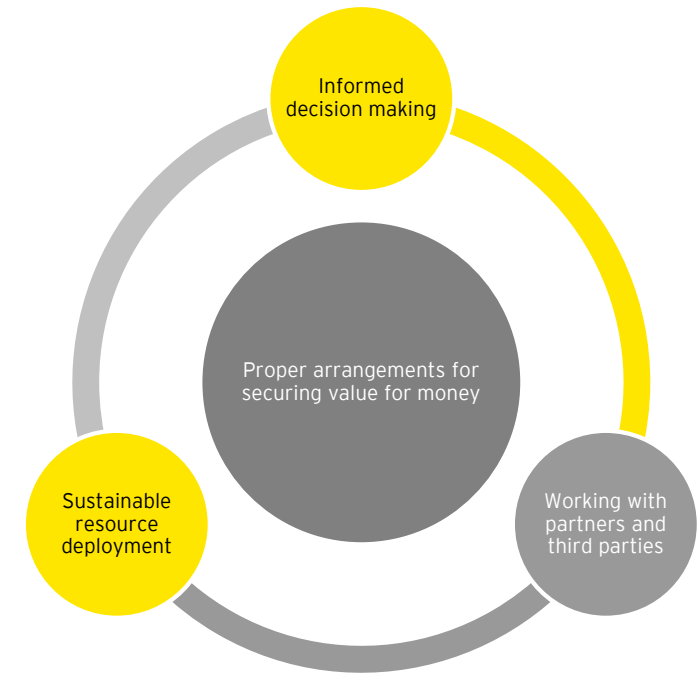 Informed
decision making
Proper arrangements for
securing value for money
Sustainable
resource
deployment
Working with
partners and
third parties